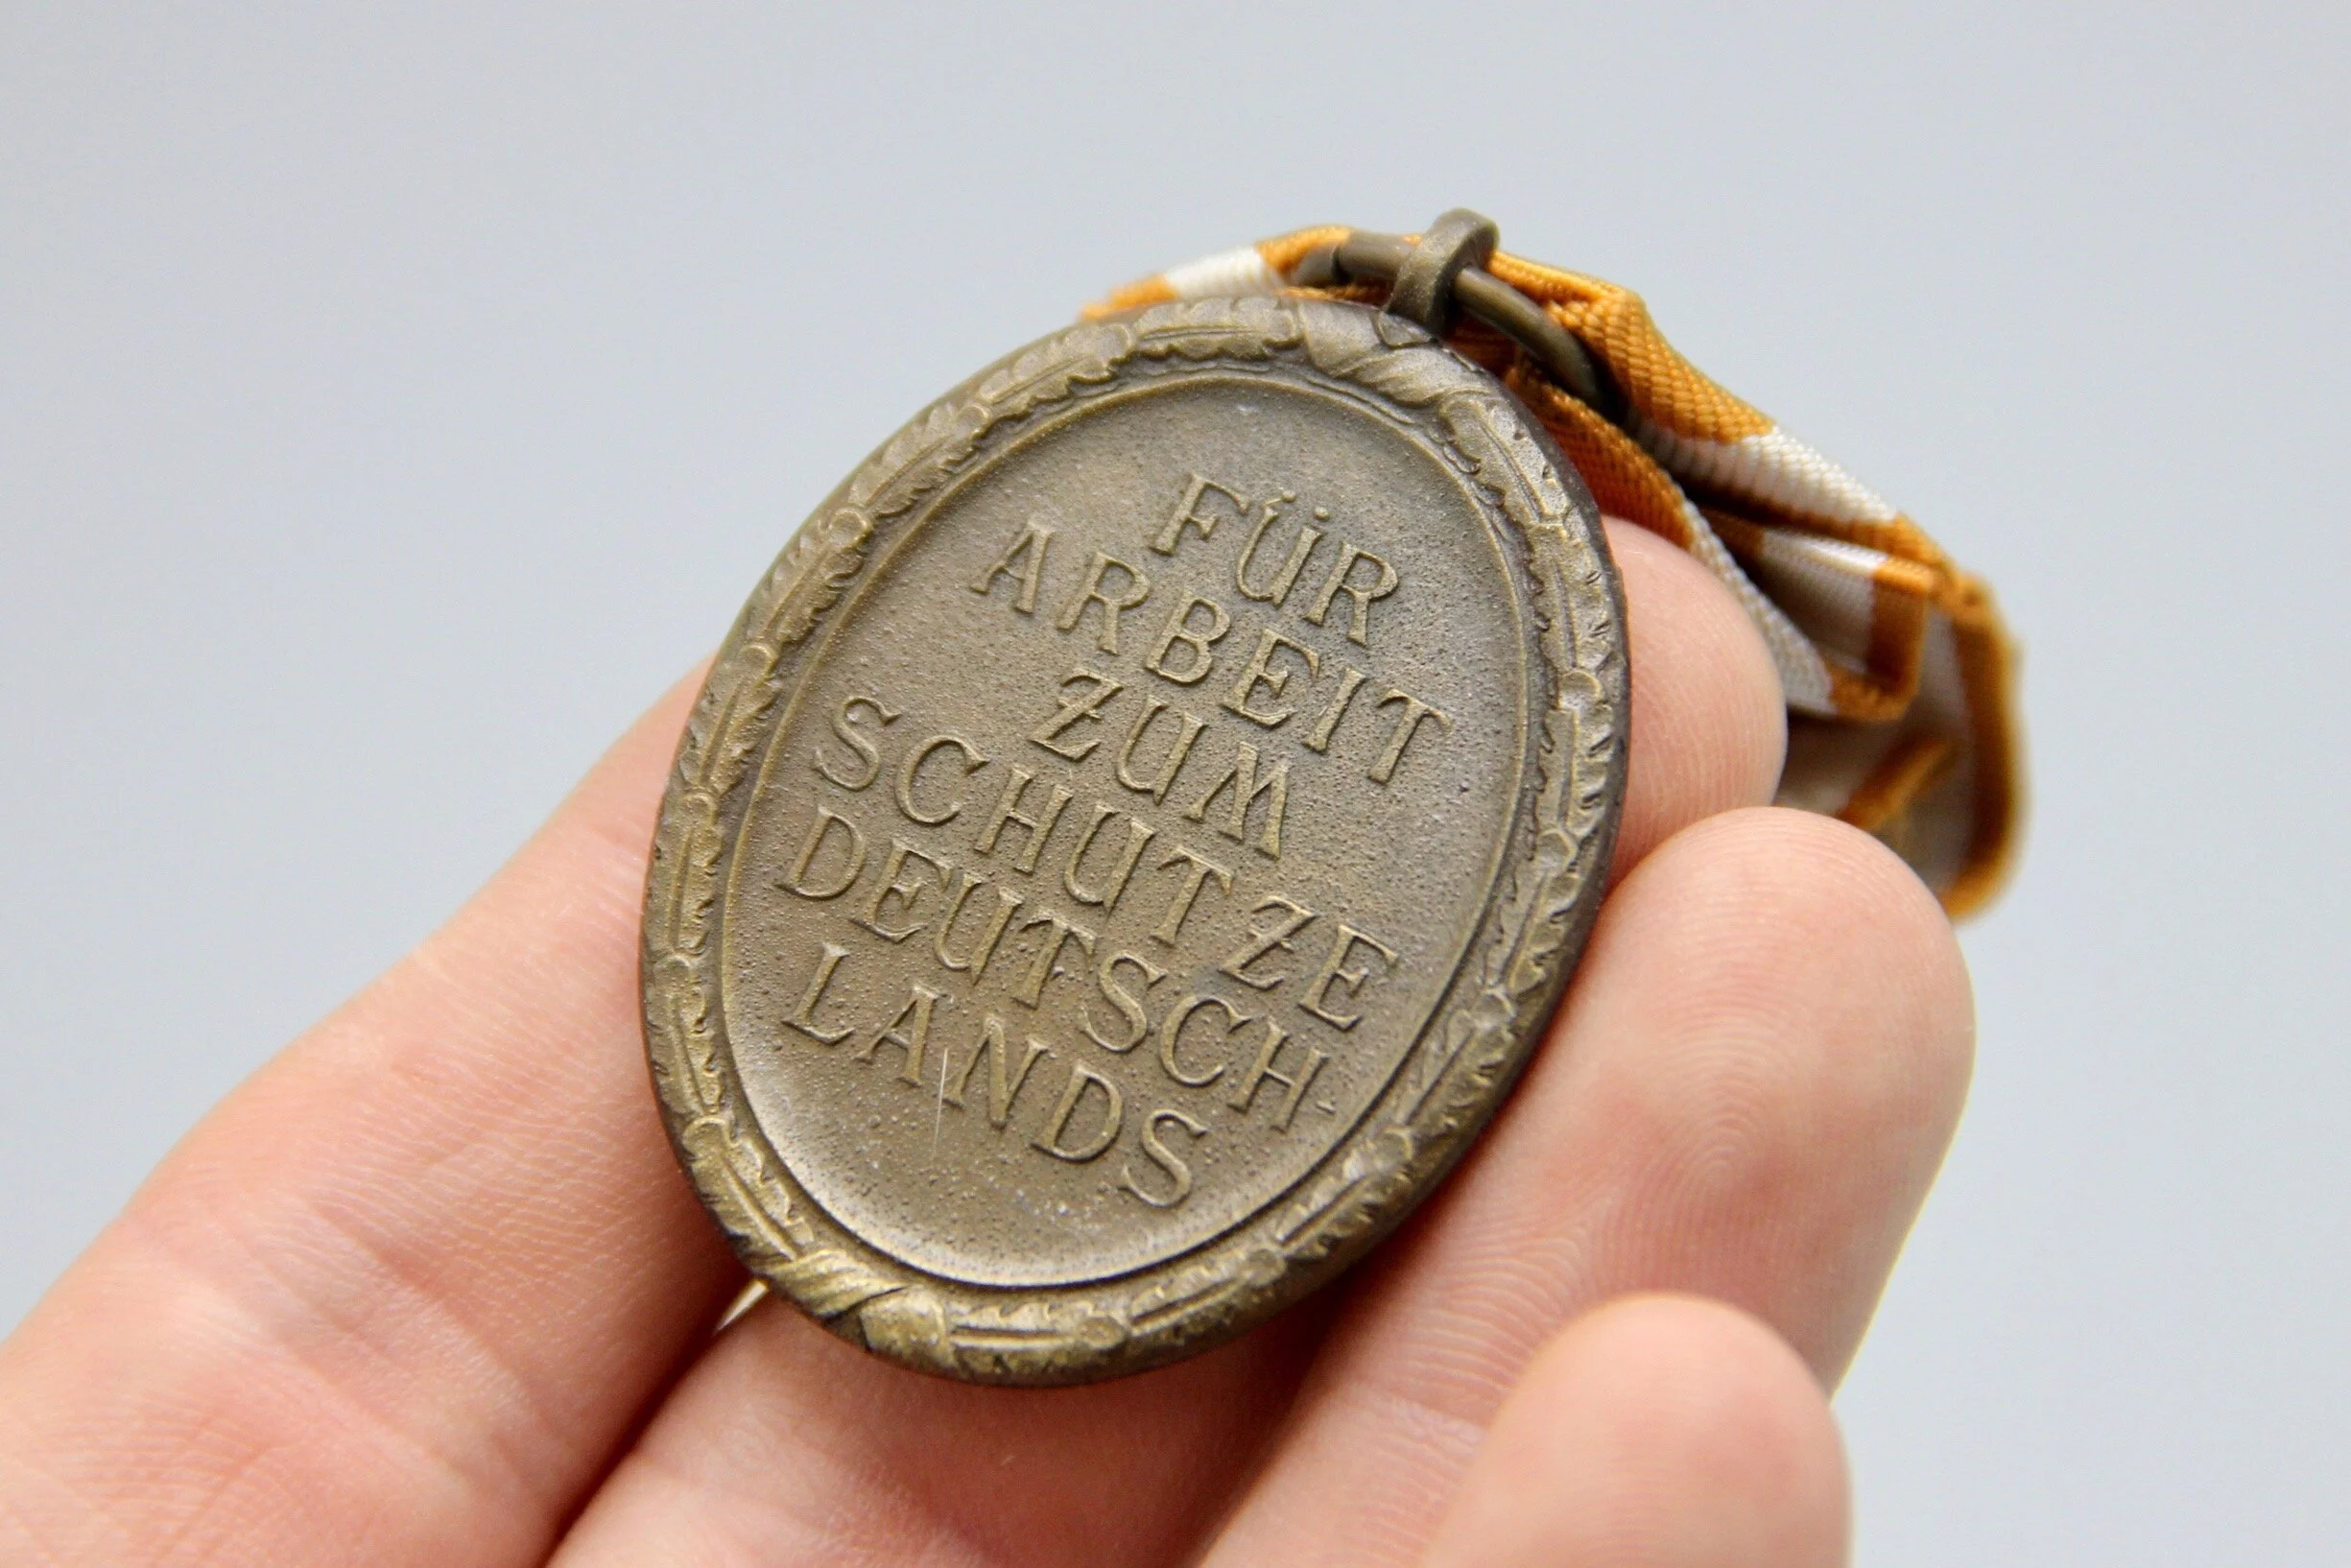 FÜR
ARBEIT
ZUM
SCHUTZE
DEUTSCH
LANDS